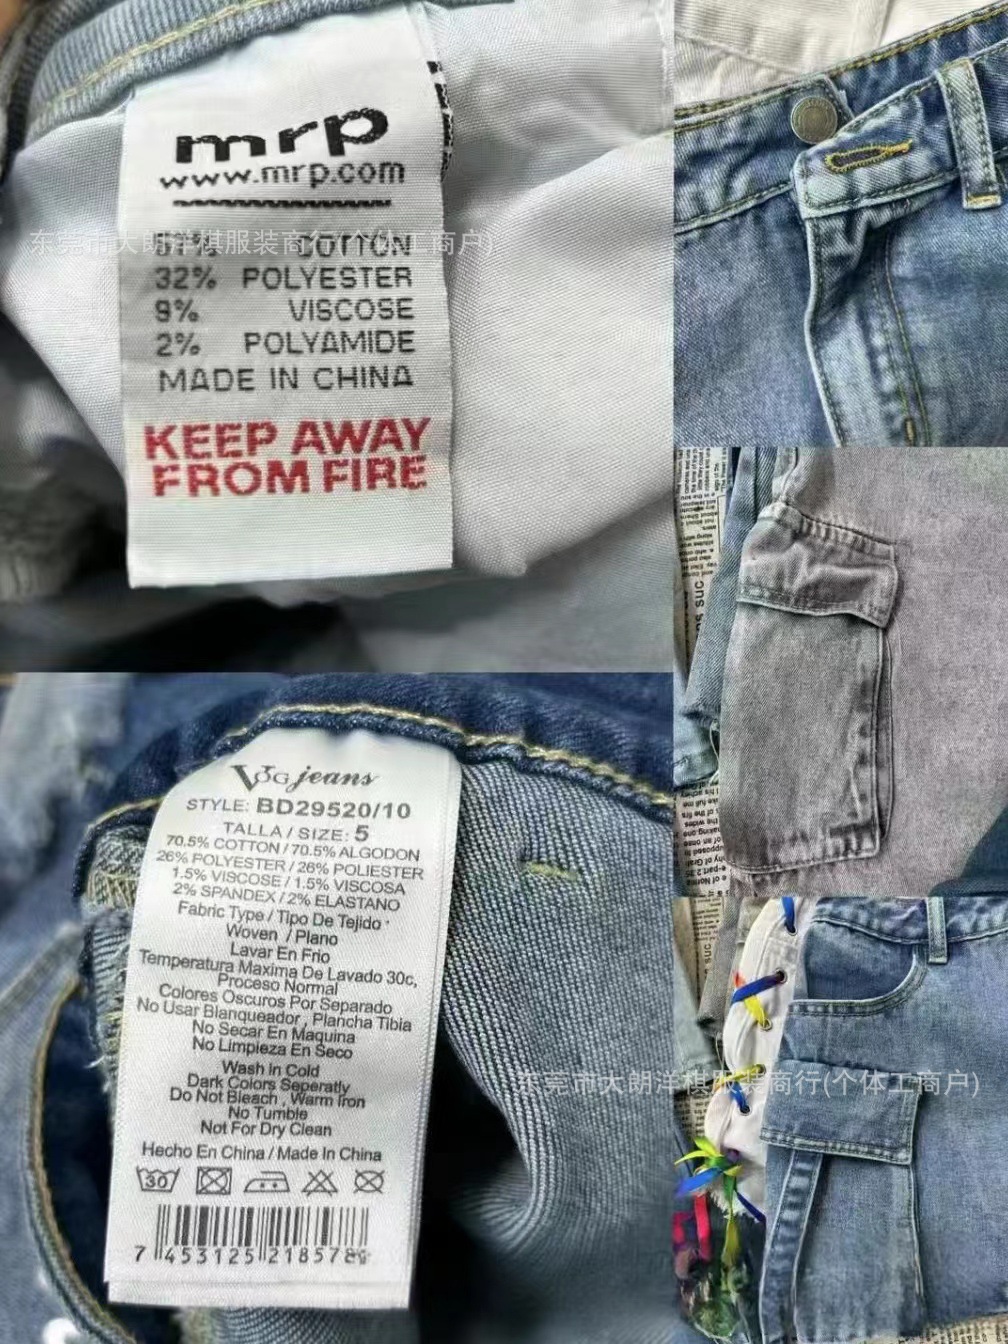 mrp
www.mrp.com
东莞市大朗洋祺服装商行(个体工商户)
COTTON
32% POLYESTER
9% VISCOSE
2% POLYAMIDE
MADE IN CHINA
KEEP AWAY
FROM FIRE
VOG jeans
STYLE: BD29520/10
TALLA / SIZE: 5
70.5% COTTON / 70.5% ALGODON
26% POLYESTER / 26% POLIESTER
1.5% VISCOSE / 1.5% VISCOSA
2% SPANDEX / 2% ELASTANO
Fabric Type / Tipo De Tejido
Woven / Plano
Lavar En Frio
Temperatura Maxima De Lavado 30c,
Proceso Normal
Colores Oscuros Por Separado
No Usar Blanqueador, Plancha Tibia
No Secar En Maquina
No Limpieza En Seco
Wash In Cold
Dark Colors Seperatly
Do Not Bleach, Warm Iron
No Tumble
Not For Dry Clean
Hecho En China / Made In China
30
7 453125 218578
东莞市大朗洋祺服装商行(个体工商户)